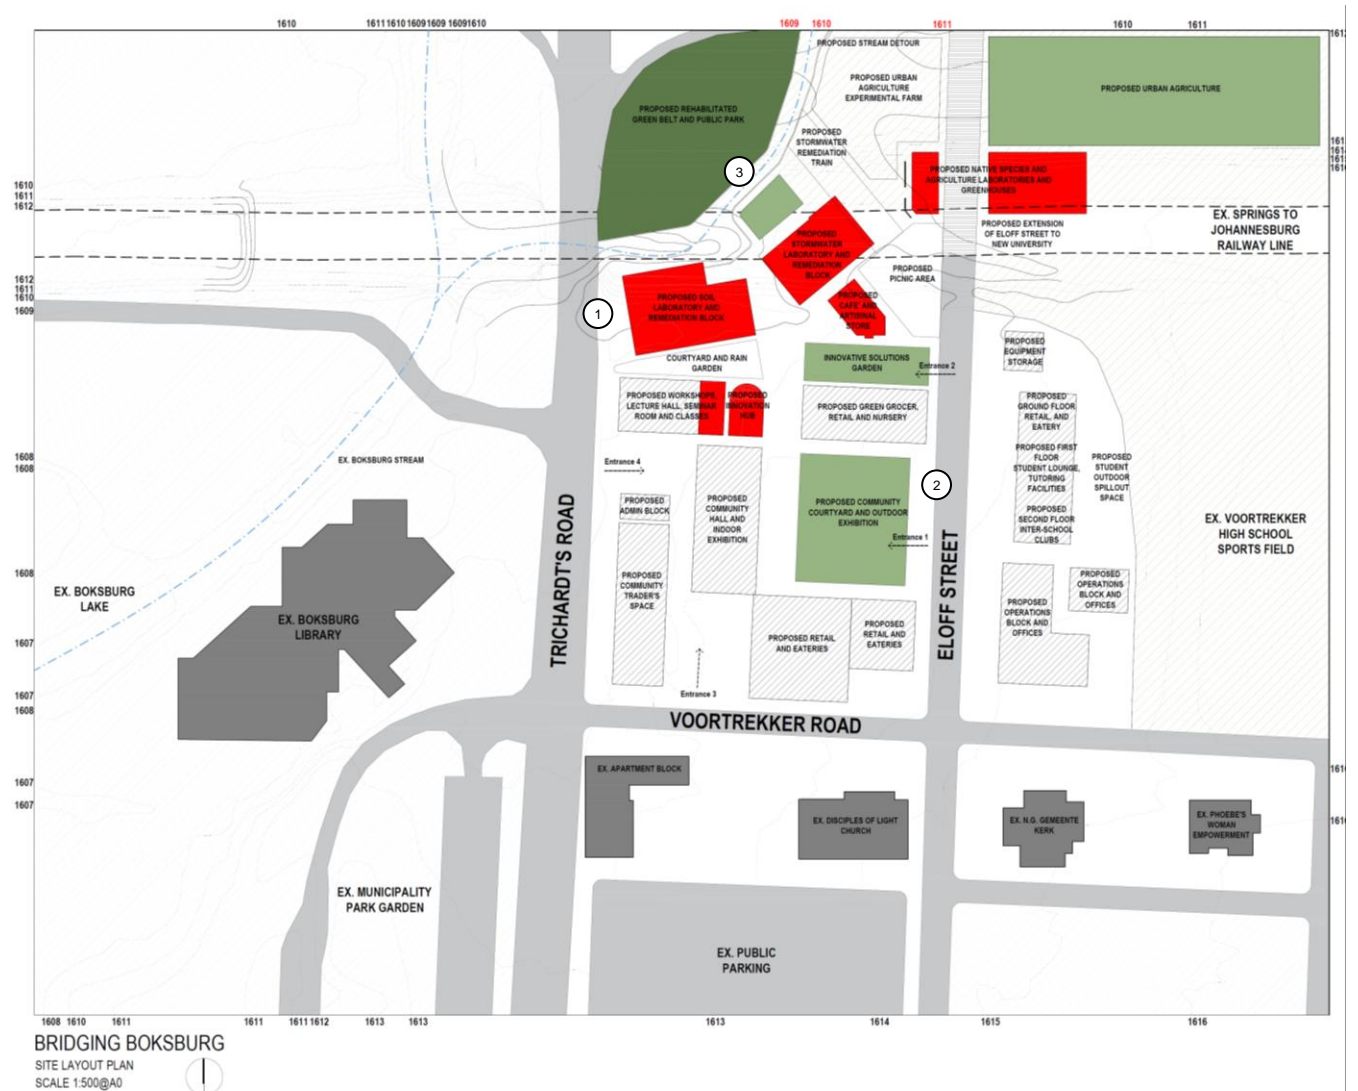 1610
1611 1610 1609 1609 1609 1610
1609 1610
1611
1610
1611
1612
PROPOSED STREAM DETOUR
PROPOSED URBAN
AGRICULTURE
EXPERIMENTAL FARM
PROPOSED URBAN AGRICULTURE
PROPOSED REHABILITATED
GREEN BELT AND PUBLIC PARK
PROPOSED
STORMWATER
REMEDIATION
TRAIN
3
PROPOSED NATIVE SPECIES AND
AGRICULTURE LABORATORIES AND
GREENHOUSES
1610
1611
1612
EX. SPRINGS TO
JOHANNESBURG
RAILWAY LINE
PROPOSED EXTENSION
OF ELOFF STREET TO
NEW UNIVERSITY
PROPOSED
STORMWATER
LABORATORY AND
REMEDIATION
BLOCK
PROPOSED
PICNIC AREA
1612
1611
1610
1609
1
PROPOSED SOIL
LABORATORY AND
REMEDIATION BLOCK
PROPOSED
CAFE' AND
ARTISINAL
STORE
COURTYARD AND RAIN
GARDEN
INNOVATIVE SOLUTIONS
GARDEN
Entrance 2
PROPOSED
EQUIPMENT
STORAGE
PROPOSED WORKSHOPS,
LECTURE HALL, SEMINAR
ROOM AND CLASSES
PROPOSED
INNOVATION
HUB
PROPOSED GREEN GROCER,
RETAIL AND NURSERY
PROPOSED
GROUND FLOOR
RETAIL, AND
EATERY
PROPOSED FIRST
FLOOR
STUDENT LOUNGE,
TUTORING
FACILITIES
PROPOSED
SECOND FLOOR
INTER-SCHOOL
CLUBS
PROPOSED
STUDENT
OUTDOOR
SPILLOUT
SPACE
1608
1608
EX. BOKSBURG STREAM
Entrance 4
2
PROPOSED
ADMIN BLOCK
PROPOSED
COMMUNITY
HALL AND
INDOOR
EXHIBITION
PROPOSED COMMUNITY
COURTYARD AND OUTDOOR
EXHIBITION
Entrance 1
EX. VOORTREKKER
HIGH SCHOOL
SPORTS FIELD
TRICHARDT'S ROAD
ELOFF STREET
1608
EX. BOKSBURG
LAKE
EX. BOKSBURG
LIBRARY
PROPOSED
COMMUNITY
TRADER'S
SPACE
PROPOSED
OPERATIONS
BLOCK AND
OFFICES
PROPOSED
OPERATIONS
BLOCK AND
OFFICES
PROPOSED RETAIL
AND EATERIES
PROPOSED
RETAIL AND
EATERIES
1607
1607
1608
Entrance 3
VOORTREKKER ROAD
1607
1607
EX. APARTMENT BLOCK
EX. DISCIPLES OF LIGHT
CHURCH
EX. N.G. GEMEENTE
KERK
EX. PHOEBE'S
WOMAN
EMPOWERMENT
EX. MUNICIPALITY
PARK GARDEN
EX. PUBLIC
PARKING
1608 1610 1611 1611 1611 1612 1613 1613 1613 1614 1615 1616
BRIDGING BOKSBURG
SITE LAYOUT PLAN
SCALE 1:500@A0